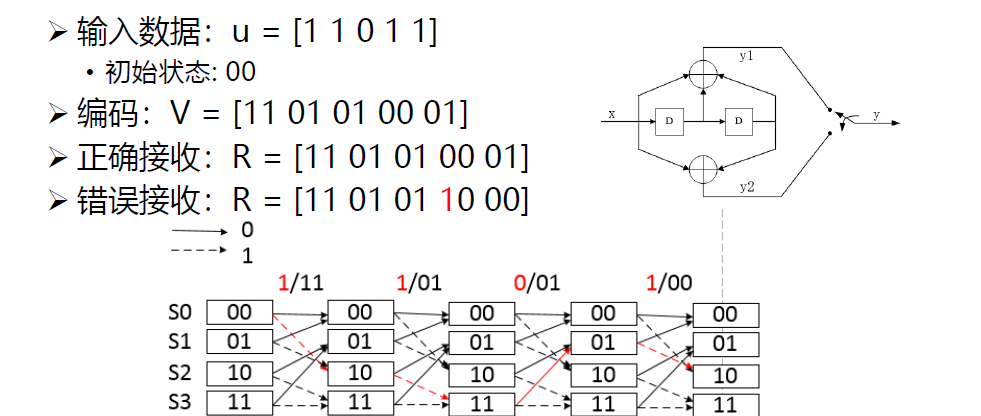 ➢ 输入数据：u = [1 1 0 1 1]
• 初始状态: 00
➢ 编码：V = [11 01 01 00 01]
➢ 正确接收：R = [11 01 01 00 01]
➢ 错误接收：R = [11 01 01 10 00]
y1
x
D
D
y
y2
0
1
1/11 1/01 0/01 1/00
S0 00 00 00 00 00
S1 01 01 01 01 01
S2 10 10 10 10 10
S3 11 11 11 11 11